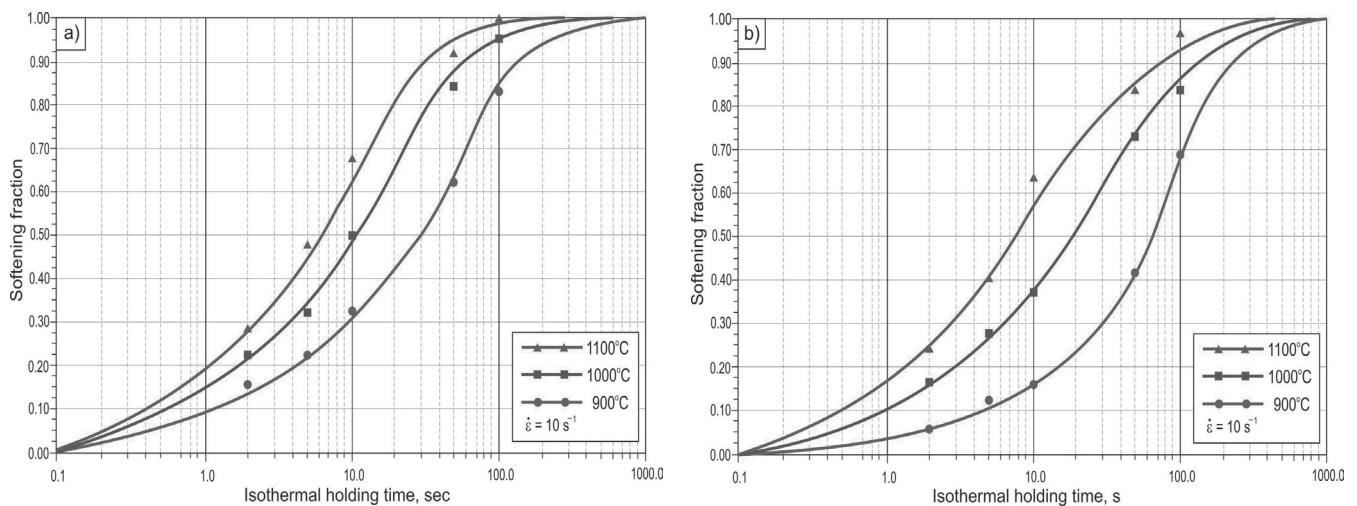 a)
1.00
0.90
0.80
0.70
0.60
0.50
0.40
0.30
0.20
0.10
0.00
Softening fraction
0.1 1.0 10.0 100.0 1000.0
Isothermal holding time, sec
1100°C
1000°C
900°C
ε̇ = 10 s⁻¹
b)
1.00
0.90
0.80
0.70
0.60
0.50
0.40
0.30
0.20
0.10
0.00
Softening fraction
0.1 1.0 10.0 100.0 1000.0
Isothermal holding time, s
1100°C
1000°C
900°C
ε̇ = 10 s⁻¹